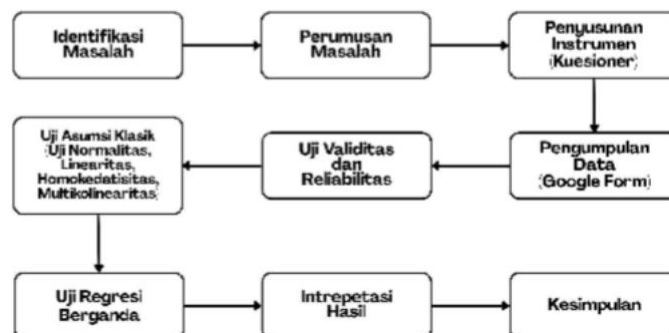 Identifikasi
Masalah
Perumusan
Masalah
Penyusunan
Instrumen
(Kuesioner)
Pengumpulan
Data
(Google Form)
Uji Validitas
dan
Reliabilitas
Uji Asumsi Klasik
(Uji Normalitas,
Linearitas,
Homokedatisitas,
Multikolinearitas)
Uji Regresi
Berganda
Intrepetasi
Hasil
Kesimpulan